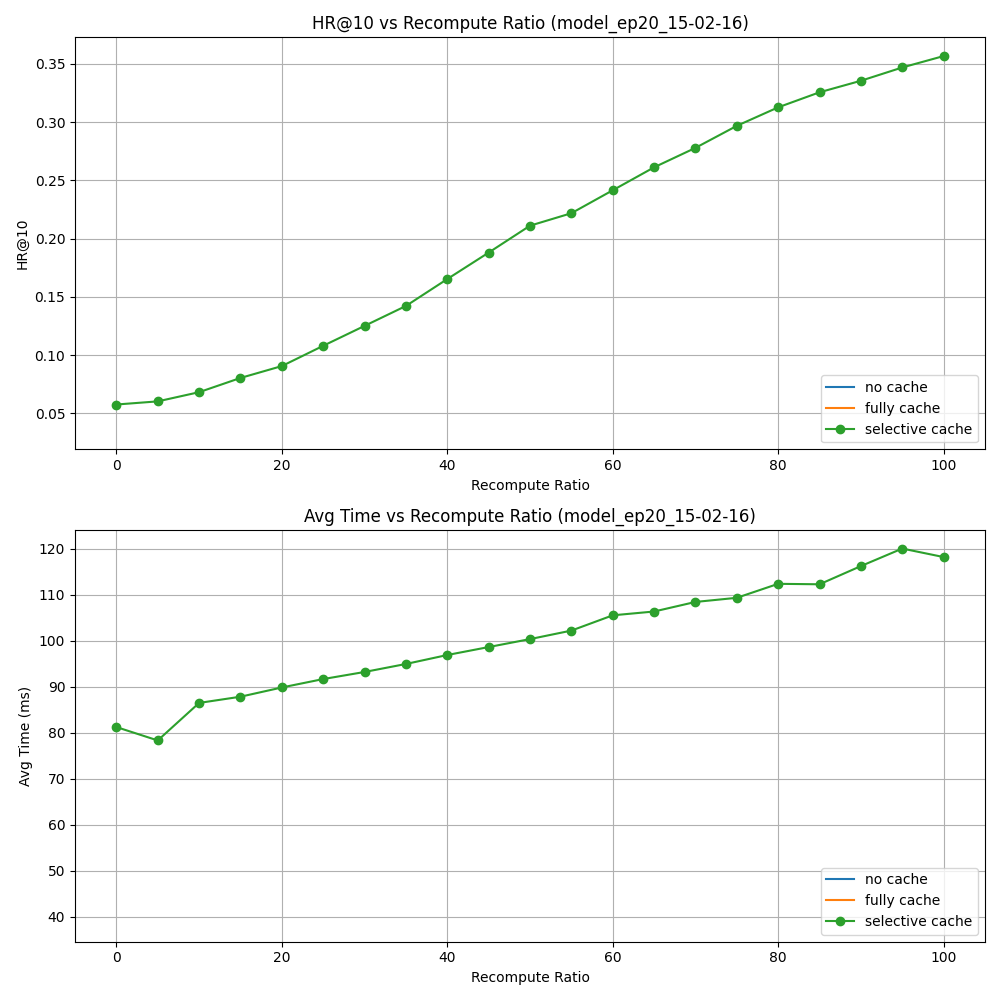 HR@10 vs Recompute Ratio (model_ep20_15-02-16)
0.35
0.30
0.25
0.20
0.15
0.10
0.05
HR@10
no cache
fully cache
selective cache
0 20 40 60 80 100
Recompute Ratio
Avg Time vs Recompute Ratio (model_ep20_15-02-16)
120
110
100
90
80
70
60
50
40
Avg Time (ms)
no cache
fully cache
selective cache
0 20 40 60 80 100
Recompute Ratio